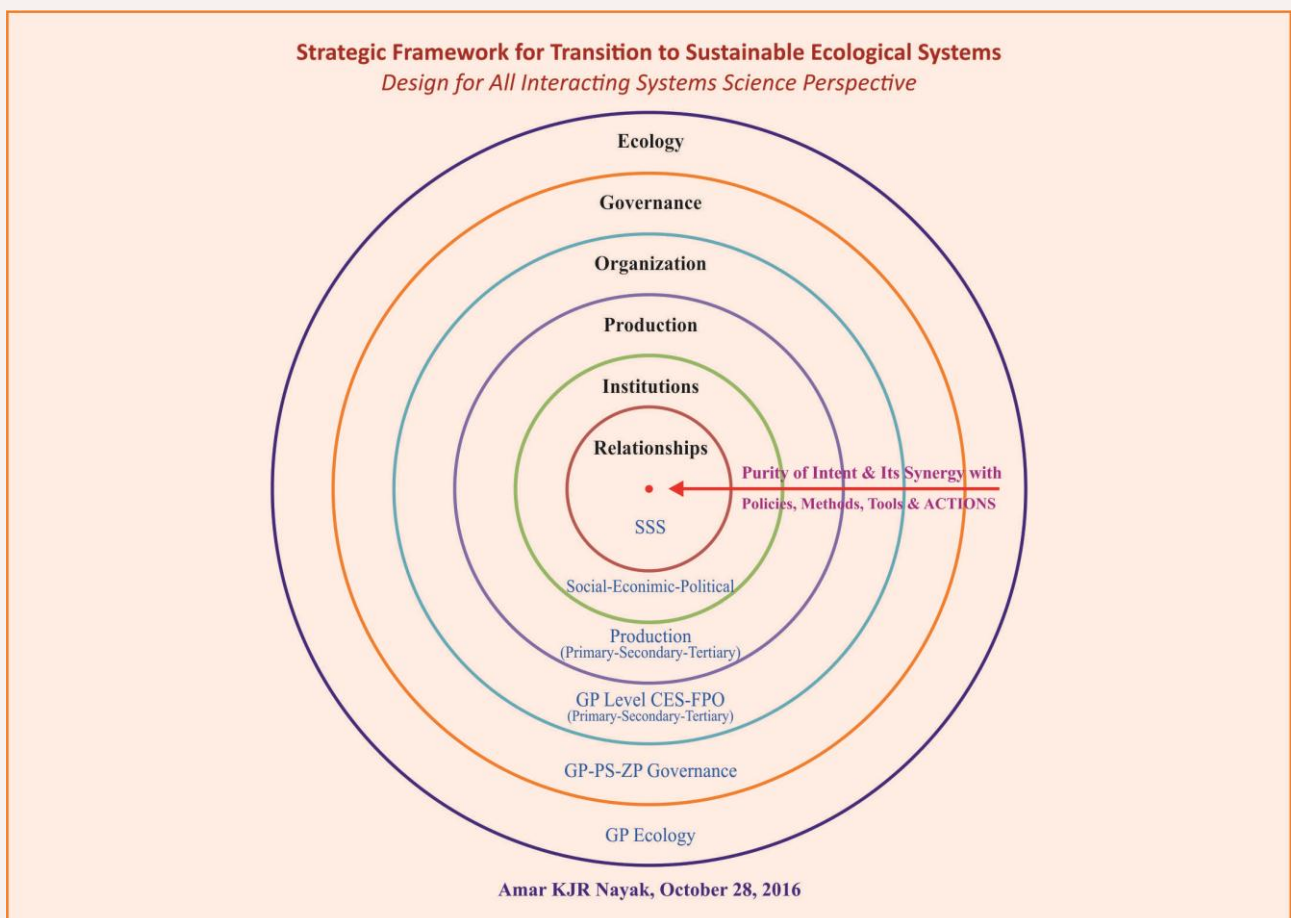 Strategic Framework for Transition to Sustainable Ecological Systems
Design for All Interacting Systems Science Perspective
Ecology
Governance
Organization
Production
Institutions
Relationships
Purity of Intent & Its Synergy with
Policies, Methods, Tools & ACTIONS
SSS
Social-Econimic-Political
Production
(Primary-Secondary-Tertiary)
GP Level CES-FPO
(Primary-Secondary-Tertiary)
GP-PS-ZP Governance
GP Ecology
Amar KJR Nayak, October 28, 2016